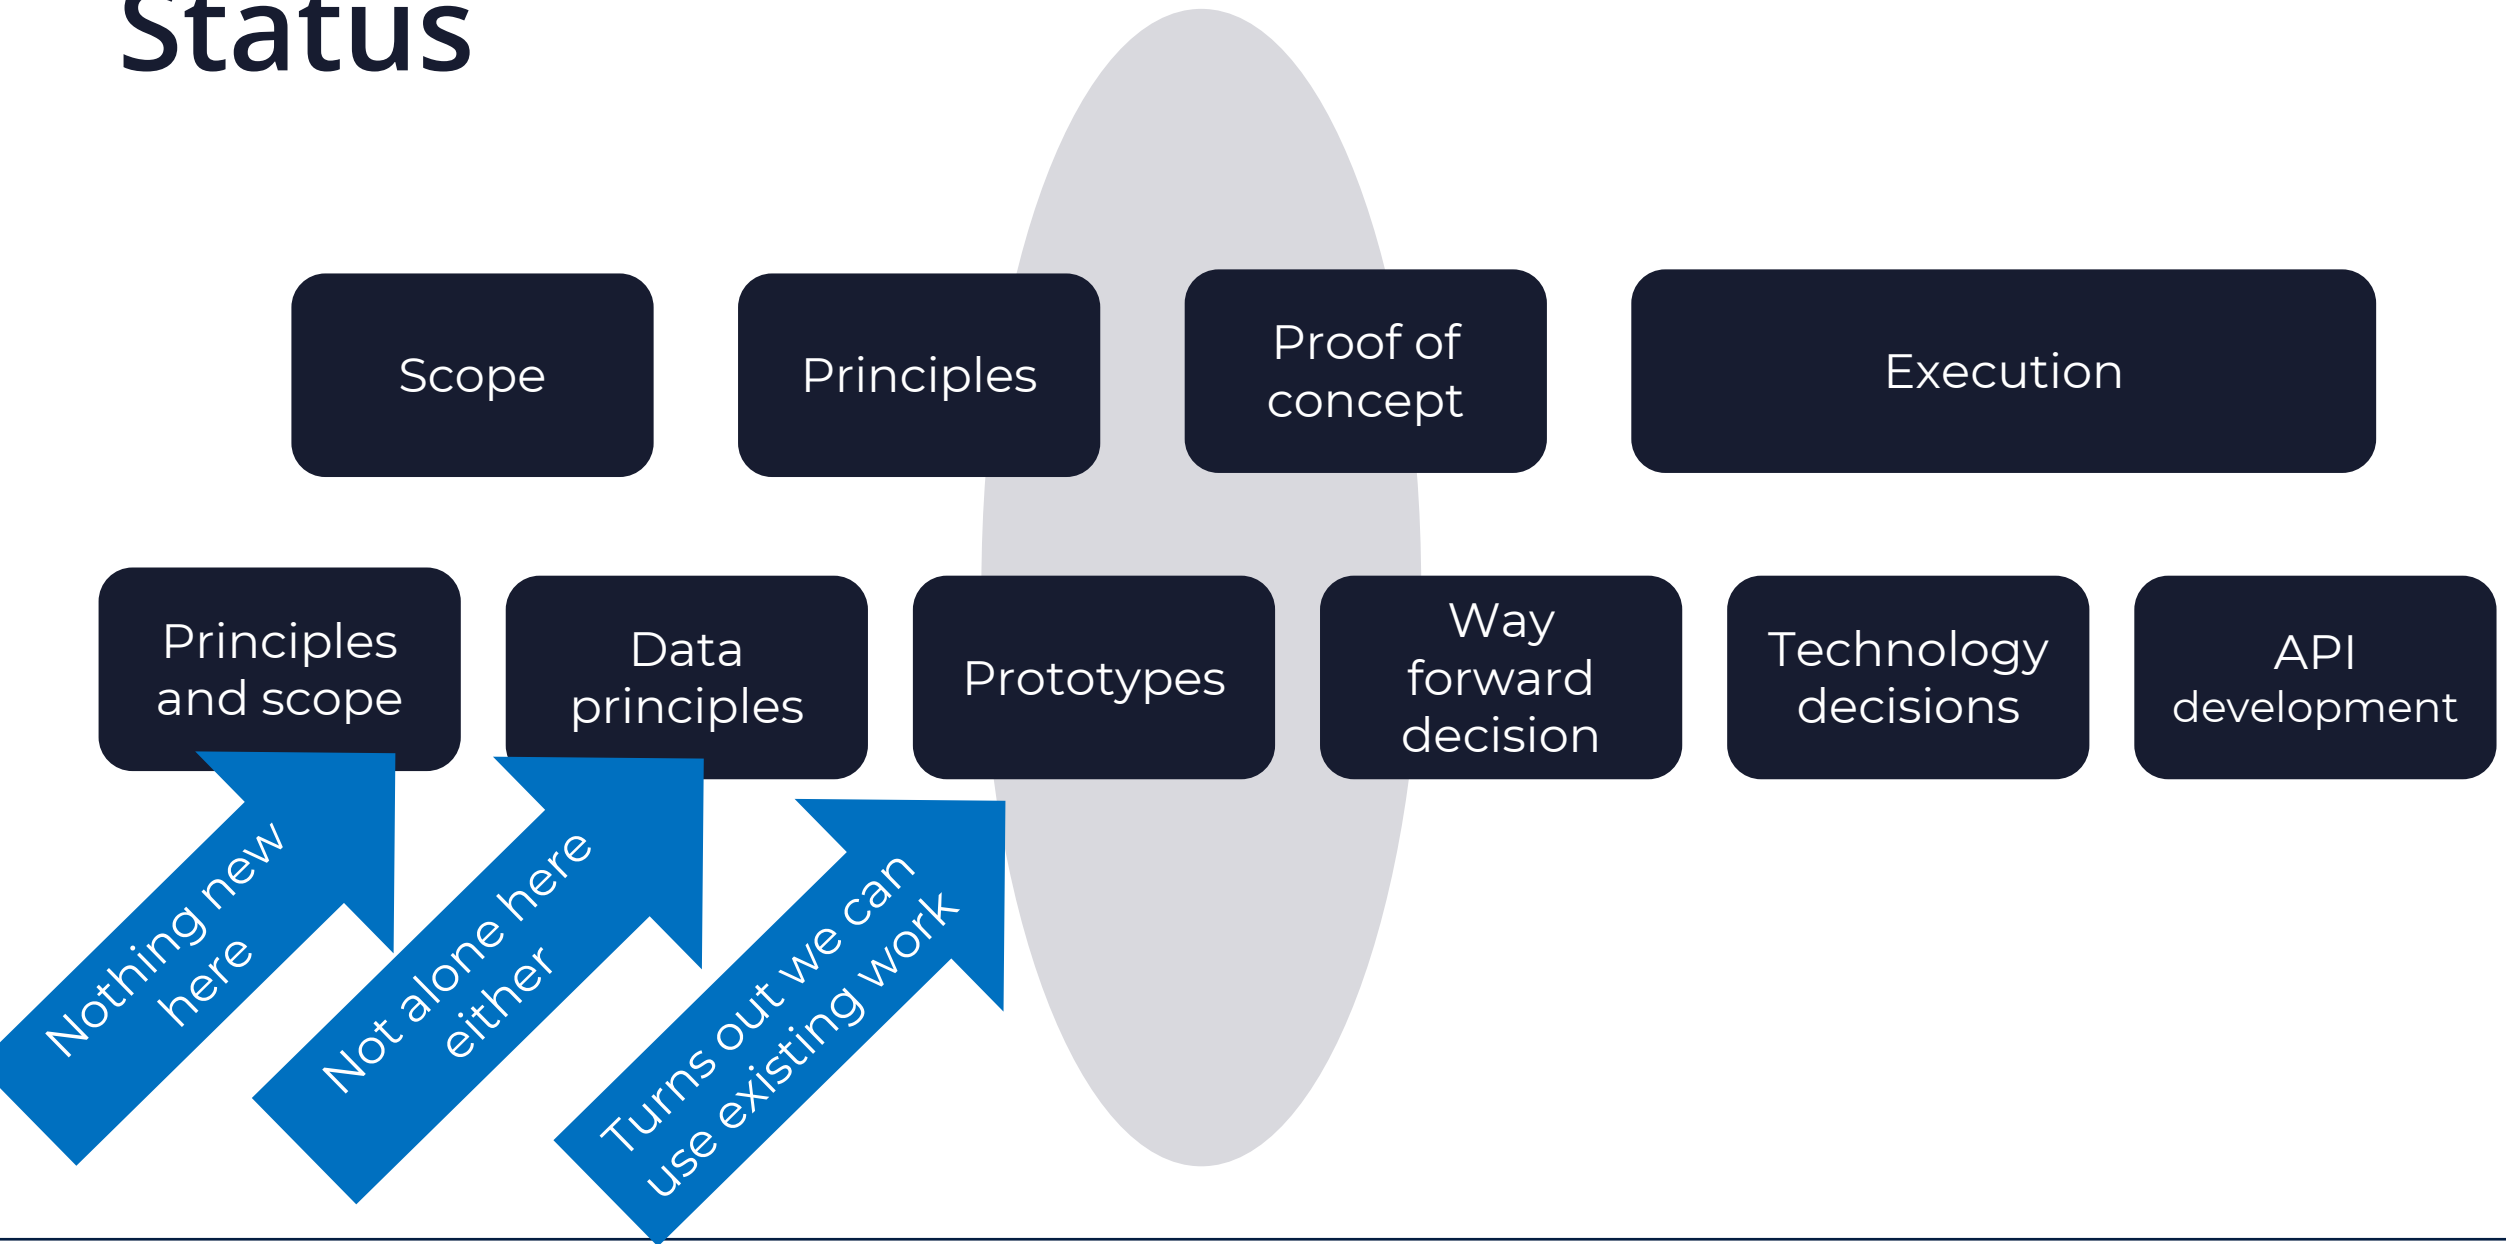 Status
Scope
Principles
Proof of
concept
Execution
Principles
and scope
Data
principles
Prototypes
Way
forward
decision
Technology
decisions
API
development
Nothing new
here
Not alone here
either
Turns out we can
use existing work